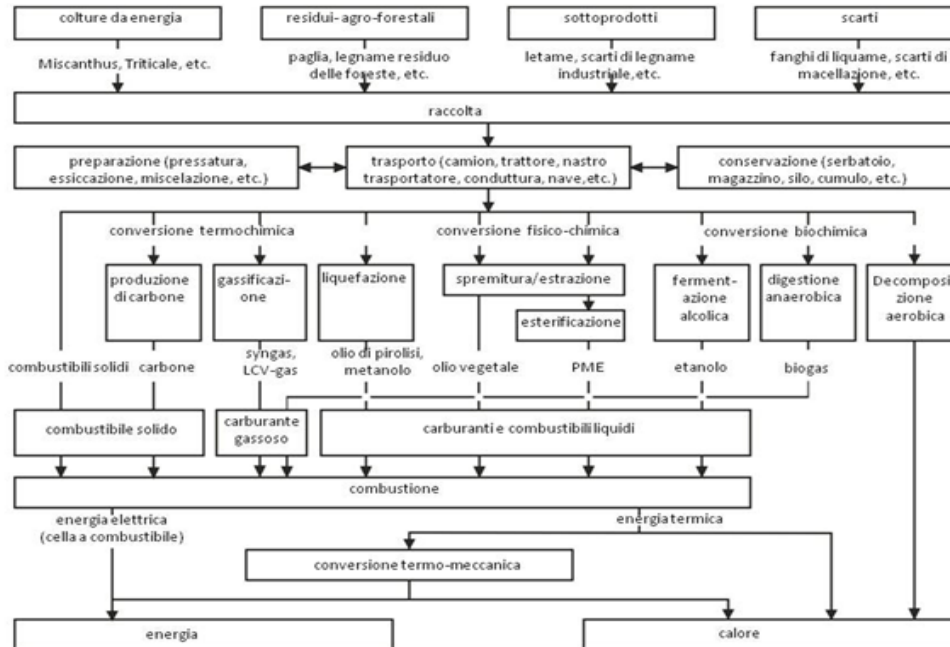 colture da energia
residui-agro-forestali
sottoprodotti
scarti
Miscanthus, Triticale, etc.
paglia, legname residuo
delle foreste, etc.
letame, scarti di legname
industriale, etc.
fanghi di liquame, scarti di
macellazione, etc.
raccolta
preparazione (pressatura,
essiccazione, miscelazione, etc.)
trasporto (camion, trattore, nastro
trasportatore, conduttura, nave, etc.)
conservazione (serbatoio,
magazzino, silo, cumulo, etc.)
conversione termochimica
conversione fisico-chimica
conversione biochimica
produzione
di carbone
gassificazi-
one
liquefazione
spremitura/estrazione
ferment-
azione
alcolica
digestione
anaerobica
Decomposi
zione
aerobica
esterificazione
combustibili solidi
carbone
syngas,
LCV-gas
olio di pirolisi,
metanolo
olio vegetale
PME
etanolo
biogas
combustibile solido
carburante
gassoso
carburanti e combustibili liquidi
combustione
energia elettrica
(cella a combustibile)
energia termica
conversione termo-meccanica
energia
calore